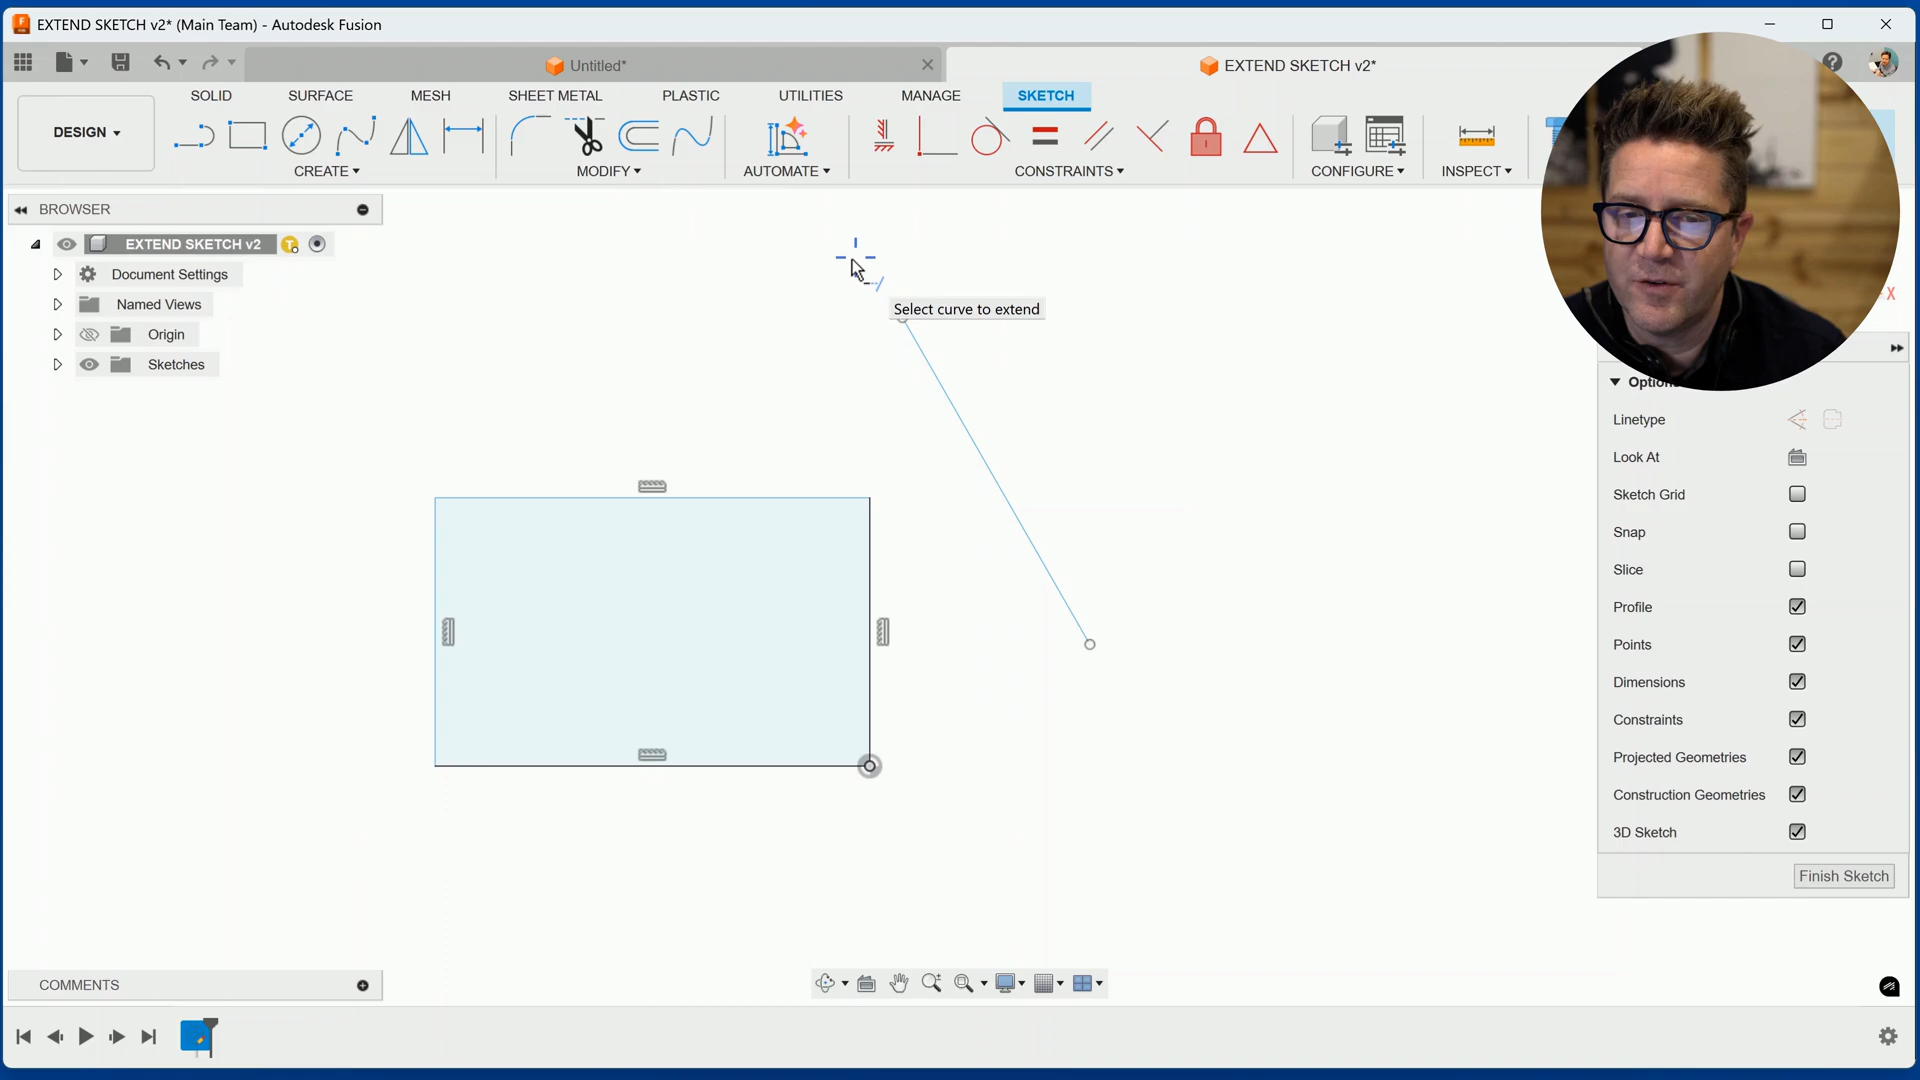 EXTEND SKETCH v2* (Main Team) - Autodesk Fusion
Untitled*
EXTEND SKETCH v2*
SOLID SURFACE MESH SHEET METAL PLASTIC UTILITIES MANAGE SKETCH
DESIGN
CREATE MODIFY AUTOMATE CONSTRAINTS CONFIGURE INSPECT
BROWSER
EXTEND SKETCH v2
Document Settings
Named Views
Origin
Sketches
Select curve to extend
X
Linetype
Look At
Sketch Grid
Snap
Slice
Profile
Points
Dimensions
Constraints
Projected Geometries
Construction Geometries
3D Sketch
Finish Sketch
COMMENTS